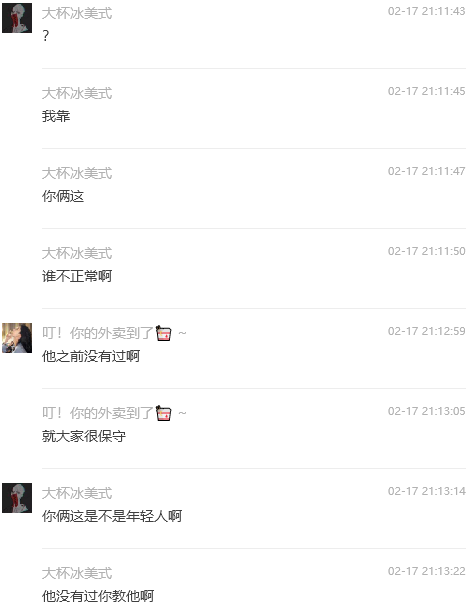 大杯冰美式 02-17 21:11:43
?
大杯冰美式 02-17 21:11:45
我靠
大杯冰美式 02-17 21:11:47
你俩这
大杯冰美式 02-17 21:11:50
谁不正常啊
叮！你的外卖到了 ~ 02-17 21:12:59
他之前没有过啊
叮！你的外卖到了 ~ 02-17 21:13:05
就大家很保守
大杯冰美式 02-17 21:13:14
你俩这是不是年轻人啊
大杯冰美式 02-17 21:13:22
他没有过你教他啊